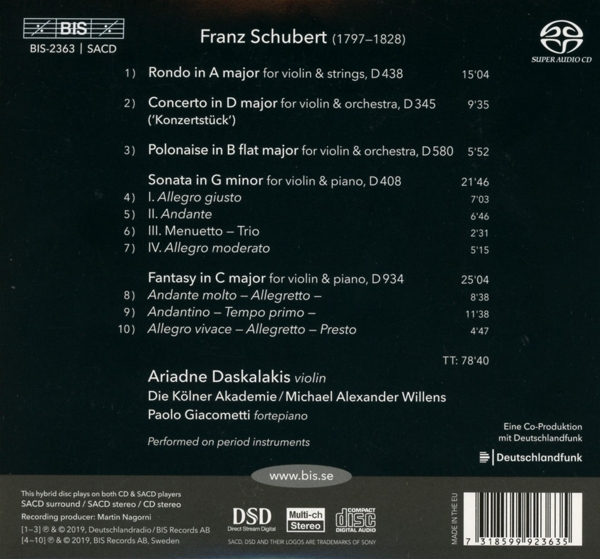 BIS
BIS-2363 | SACD
Franz Schubert (1797–1828)
SUPER AUDIO CD
1) Rondo in A major for violin & strings, D 438 15'04
2) Concerto in D major for violin & orchestra, D 345 9'35
('Konzertstück')
3) Polonaise in B flat major for violin & orchestra, D 580 5'52
Sonata in G minor for violin & piano, D 408 21'46
4) I. Allegro giusto 7'03
5) II. Andante 6'46
6) III. Menuetto – Trio 2'31
7) IV. Allegro moderato 5'15
Fantasy in C major for violin & piano, D 934 25'04
8) Andante molto – Allegretto – 8'38
9) Andantino – Tempo primo – 11'38
10) Allegro vivace – Allegretto – Presto 4'47
TT: 78'40
Ariadne Daskalakis violin
Die Kölner Akademie / Michael Alexander Willens
Paolo Giacometti fortepiano
Performed on period instruments
Eine Co-Produktion
mit Deutschlandfunk
Deutschlandfunk
www.bis.se
This hybrid disc plays on both CD & SACD players
SACD surround / SACD stereo / CD stereo
Recording producer: Martin Nagorni
[1–3] ℗ & © 2019, Deutschlandradio / BIS Records AB
[4–10] ℗ & © 2019, BIS Records AB, Sweden
DSD
Direct Stream Digital
Multi-ch
Stereo
COMPACT
disc
DIGITAL AUDIO
SACD, DSD AND THEIR LOGOS ARE TRADEMARKS OF SONY
MADE IN THE EU
7 318599 923635